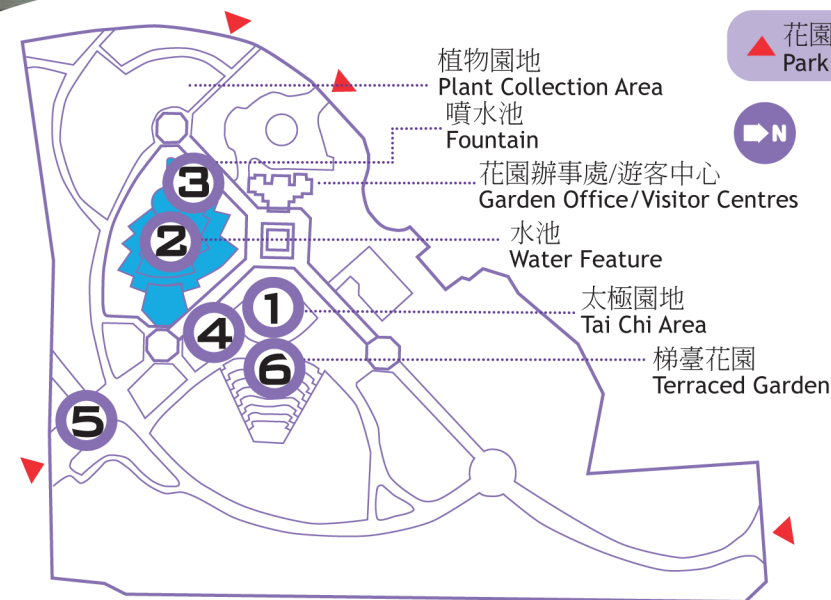 花園
Park
N
植物園地
Plant Collection Area
噴水池
Fountain
花園辦事處/遊客中心
Garden Office/Visitor Centres
水池
Water Feature
太極園地
Tai Chi Area
梯臺花園
Terraced Garden
3
2
1
4
6
5